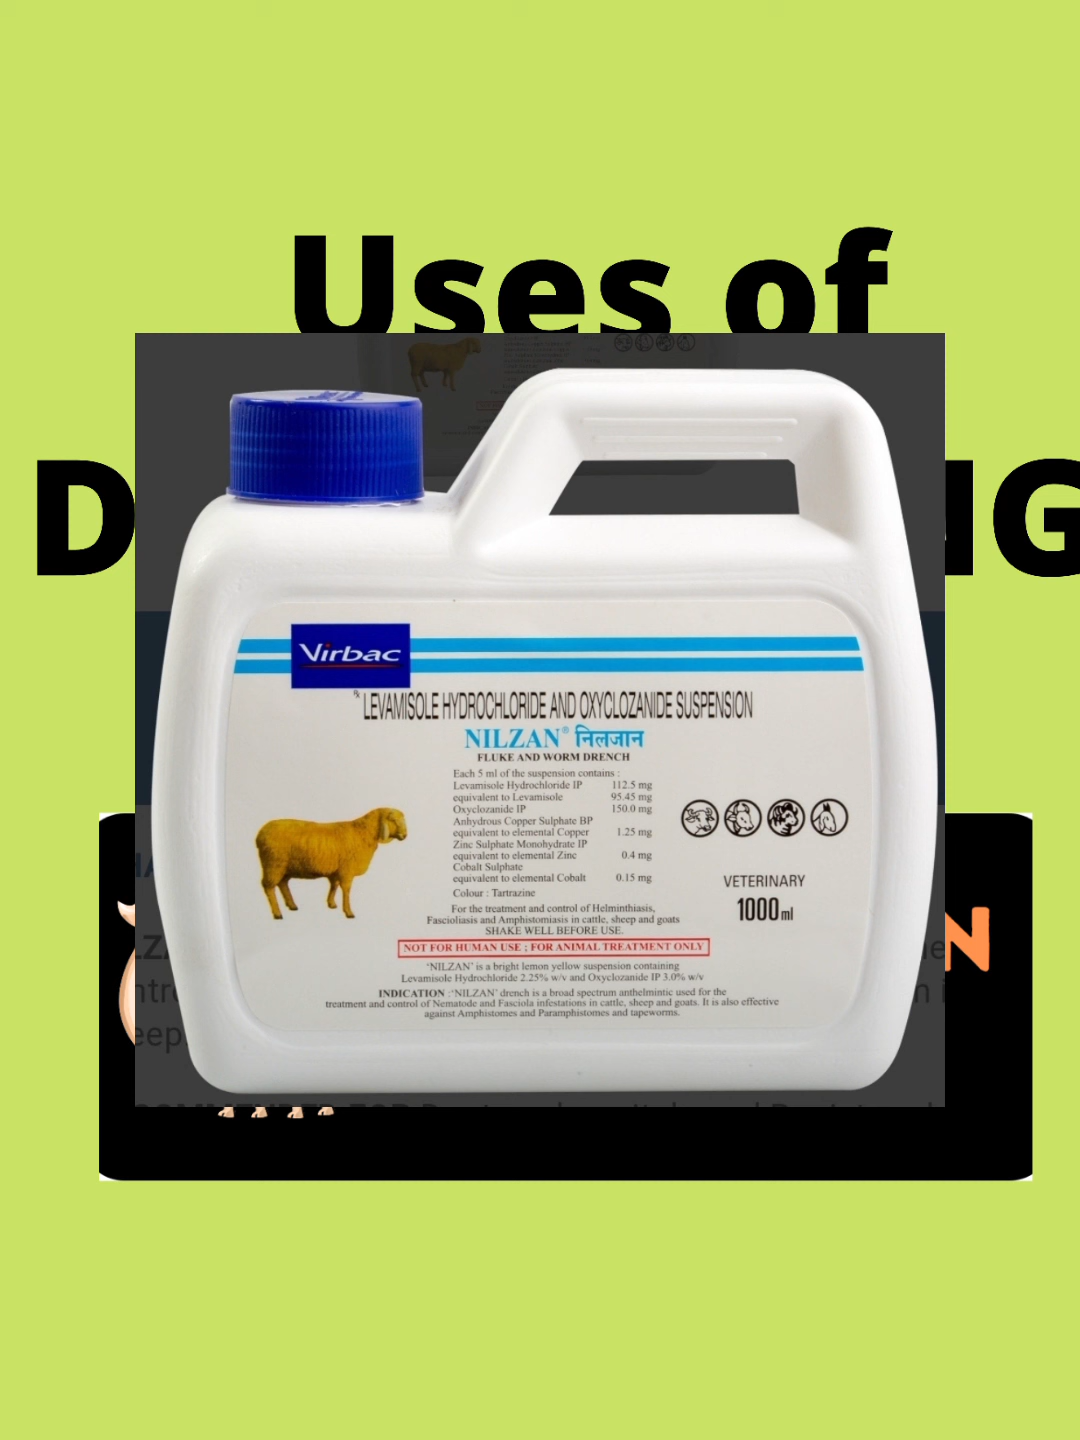 Uses of
D
NG
Virbac
Rx LEVAMISOLE HYDROCHLORIDE AND OXYCLOZANIDE SUSPENSION
NILZAN® निलजान
FLUKE AND WORM DRENCH
Each 5 ml of the suspension contains :
Levamisole Hydrochloride IP 112.5 mg
equivalent to Levamisole 95.45 mg
Oxyclozanide IP 150.0 mg
Anhydrous Copper Sulphate BP
equivalent to elemental Copper 1.25 mg
Zinc Sulphate Monohydrate IP
equivalent to elemental Zinc 0.4 mg
Cobalt Sulphate
equivalent to elemental Cobalt 0.15 mg
Colour : Tartrazine
VETERINARY
1000 ml
For the treatment and control of Helminthiasis,
Fascioliasis and Amphistomiasis in cattle, sheep and goats
SHAKE WELL BEFORE USE.
NOT FOR HUMAN USE ; FOR ANIMAL TREATMENT ONLY
'NILZAN' is a bright lemon yellow suspension containing
Levamisole Hydrochloride 2.25% w/v and Oxyclozanide IP 3.0% w/v
INDICATION :'NILZAN' drench is a broad spectrum anthelmintic used for the
treatment and control of Nematode and Fasciola infestations in cattle, sheep and goats. It is also effective
against Amphistomes and Paramphistomes and tapeworms.
N